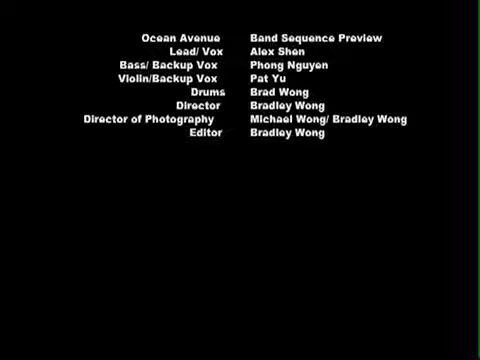 Ocean Avenue Band Sequence Preview
Lead/ Vox Alex Shen
Bass/ Backup Vox Phong Nguyen
Violin/Backup Vox Pat Yu
Drums Brad Wong
Director Bradley Wong
Director of Photography Michael Wong/ Bradley Wong
Editor Bradley Wong